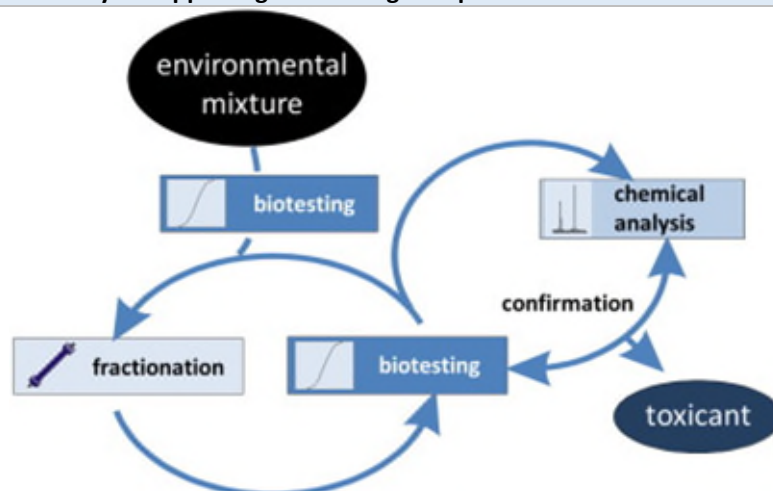 environmental
mixture
biotesting
chemical
analysis
confirmation
fractionation
biotesting
toxicant